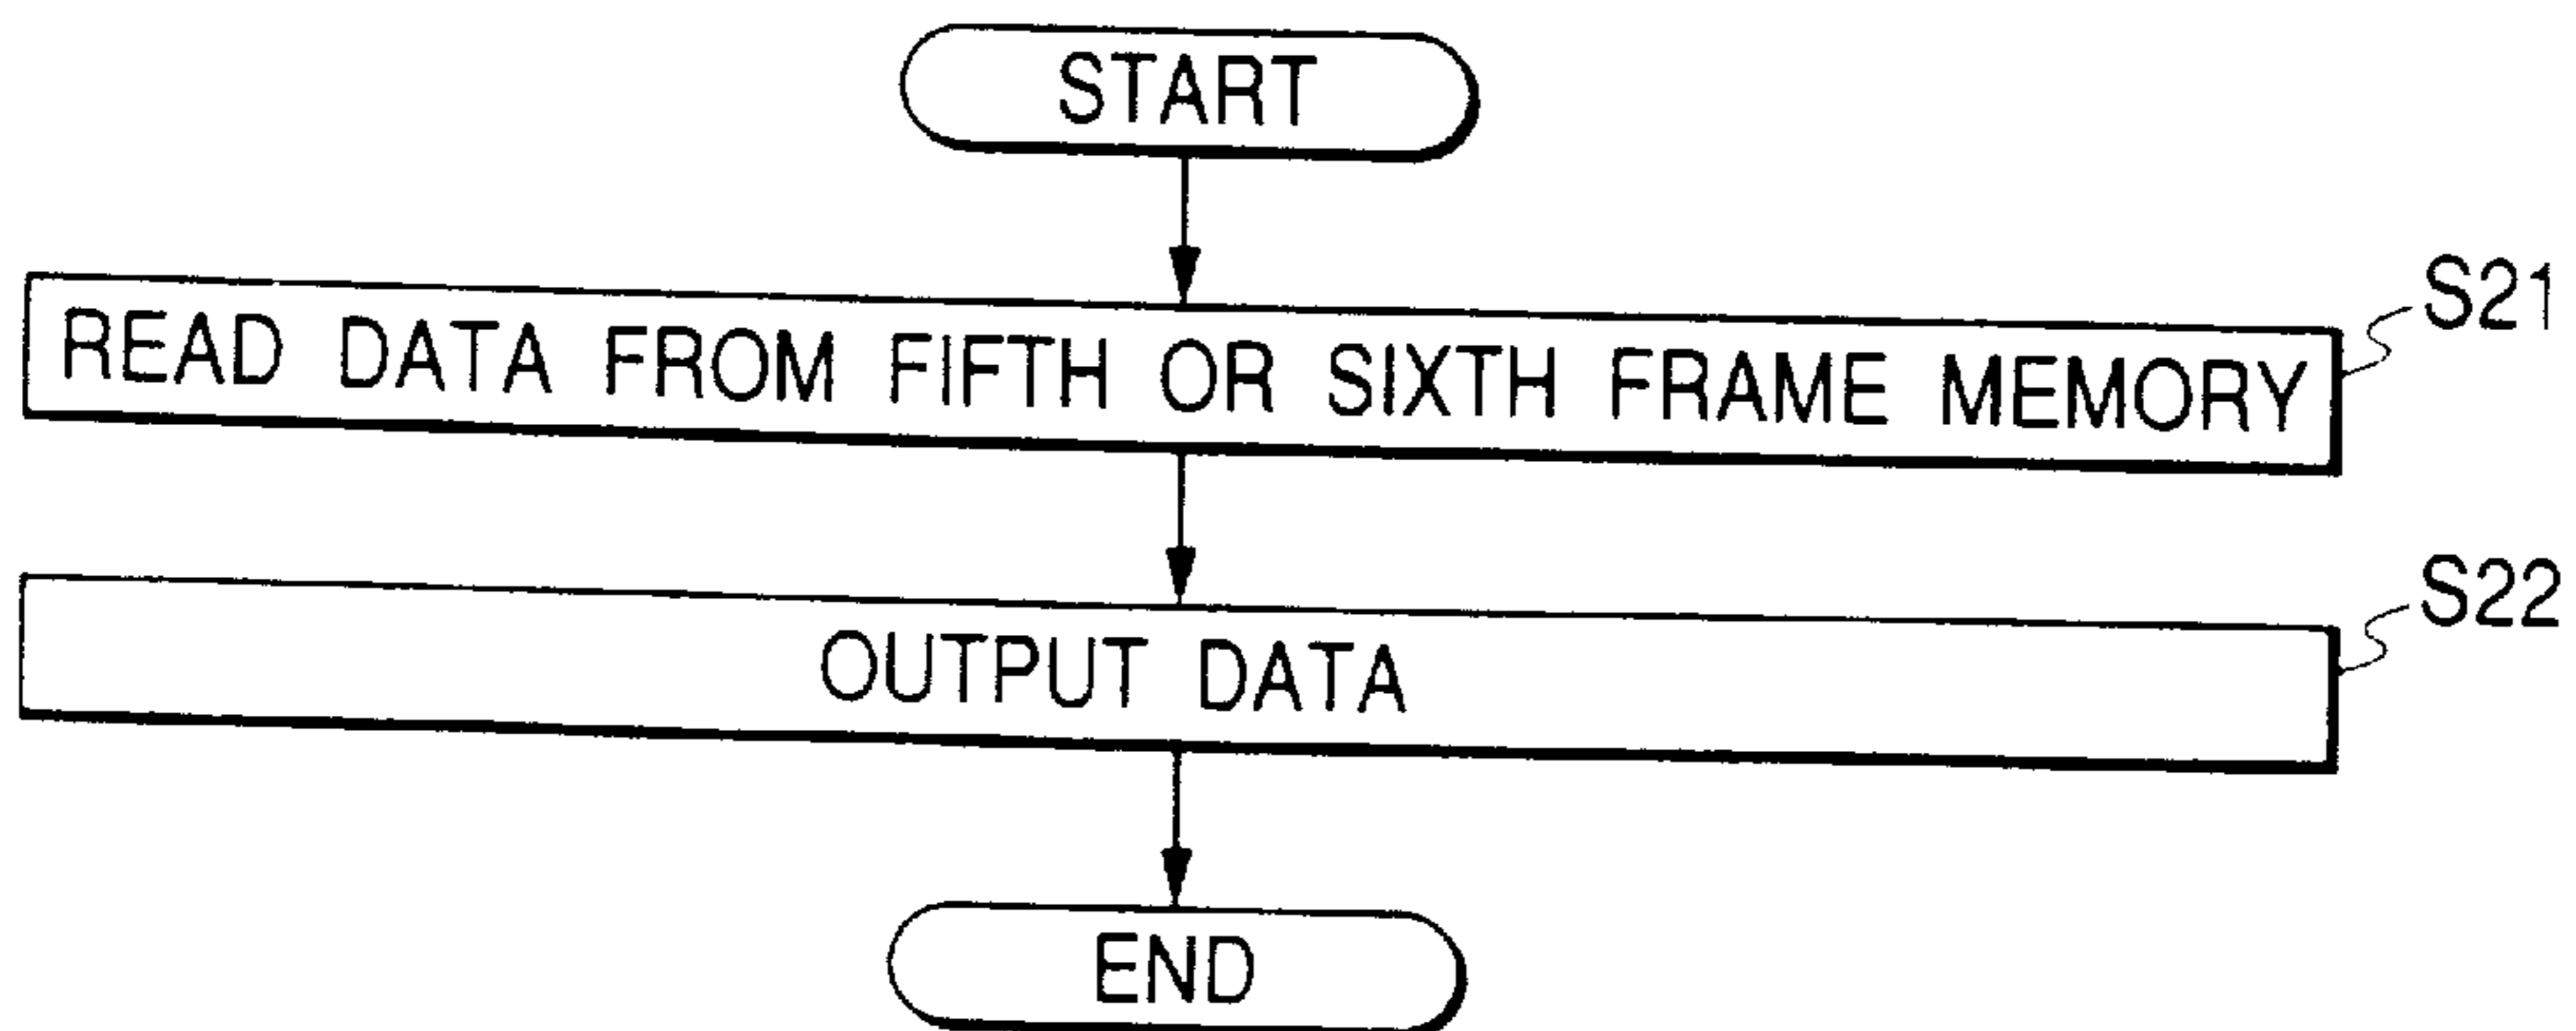 START
READ DATA FROM FIFTH OR SIXTH FRAME MEMORY
S21
OUTPUT DATA
S22
END